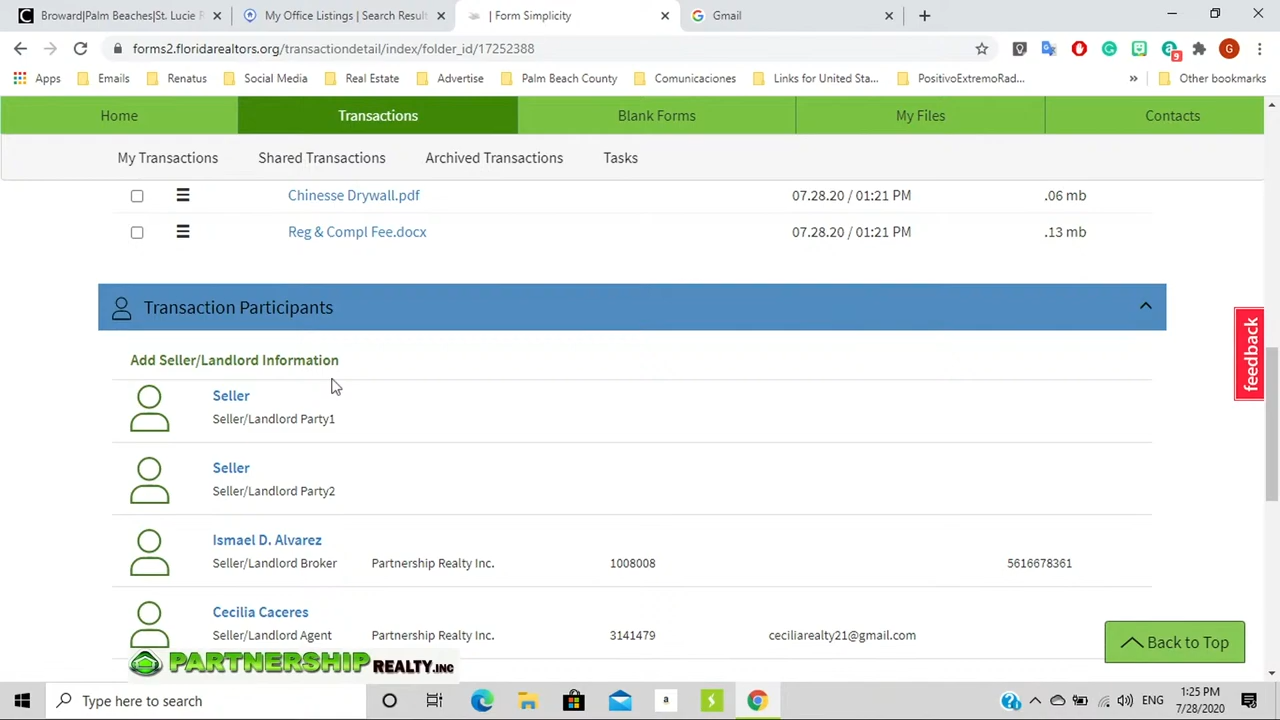 Broward|Palm Beaches|St. Lucie R
My Office Listings | Search Result
| Form Simplicity
Gmail
forms2.floridarealtors.org/transactiondetail/index/folder_id/17252388
Apps
Emails
Renatus
Social Media
Real Estate
Advertise
Palm Beach County
Comunicaciones
Links for United Sta...
PositivoExtremoRad...
Other bookmarks
Home
Transactions
Blank Forms
My Files
Contacts
My Transactions
Shared Transactions
Archived Transactions
Tasks
Chinesse Drywall.pdf 07.28.20 / 01:21 PM .06 mb
Reg & Compl Fee.docx 07.28.20 / 01:21 PM .13 mb
Transaction Participants
feedback
Add Seller/Landlord Information
Seller
Seller/Landlord Party1
Seller
Seller/Landlord Party2
Ismael D. Alvarez
Seller/Landlord Broker Partnership Realty Inc. 1008008 5616678361
Cecilia Caceres
Seller/Landlord Agent Partnership Realty Inc. 3141479 ceciliarealty21@gmail.com
Back to Top
PARTNERSHIP REALTY.INC
Type here to search
a
ENG
1:25 PM
7/28/2020